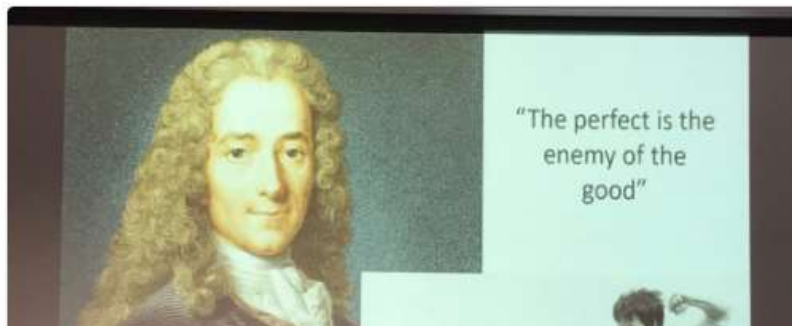 “The perfect is the
enemy of the
good”